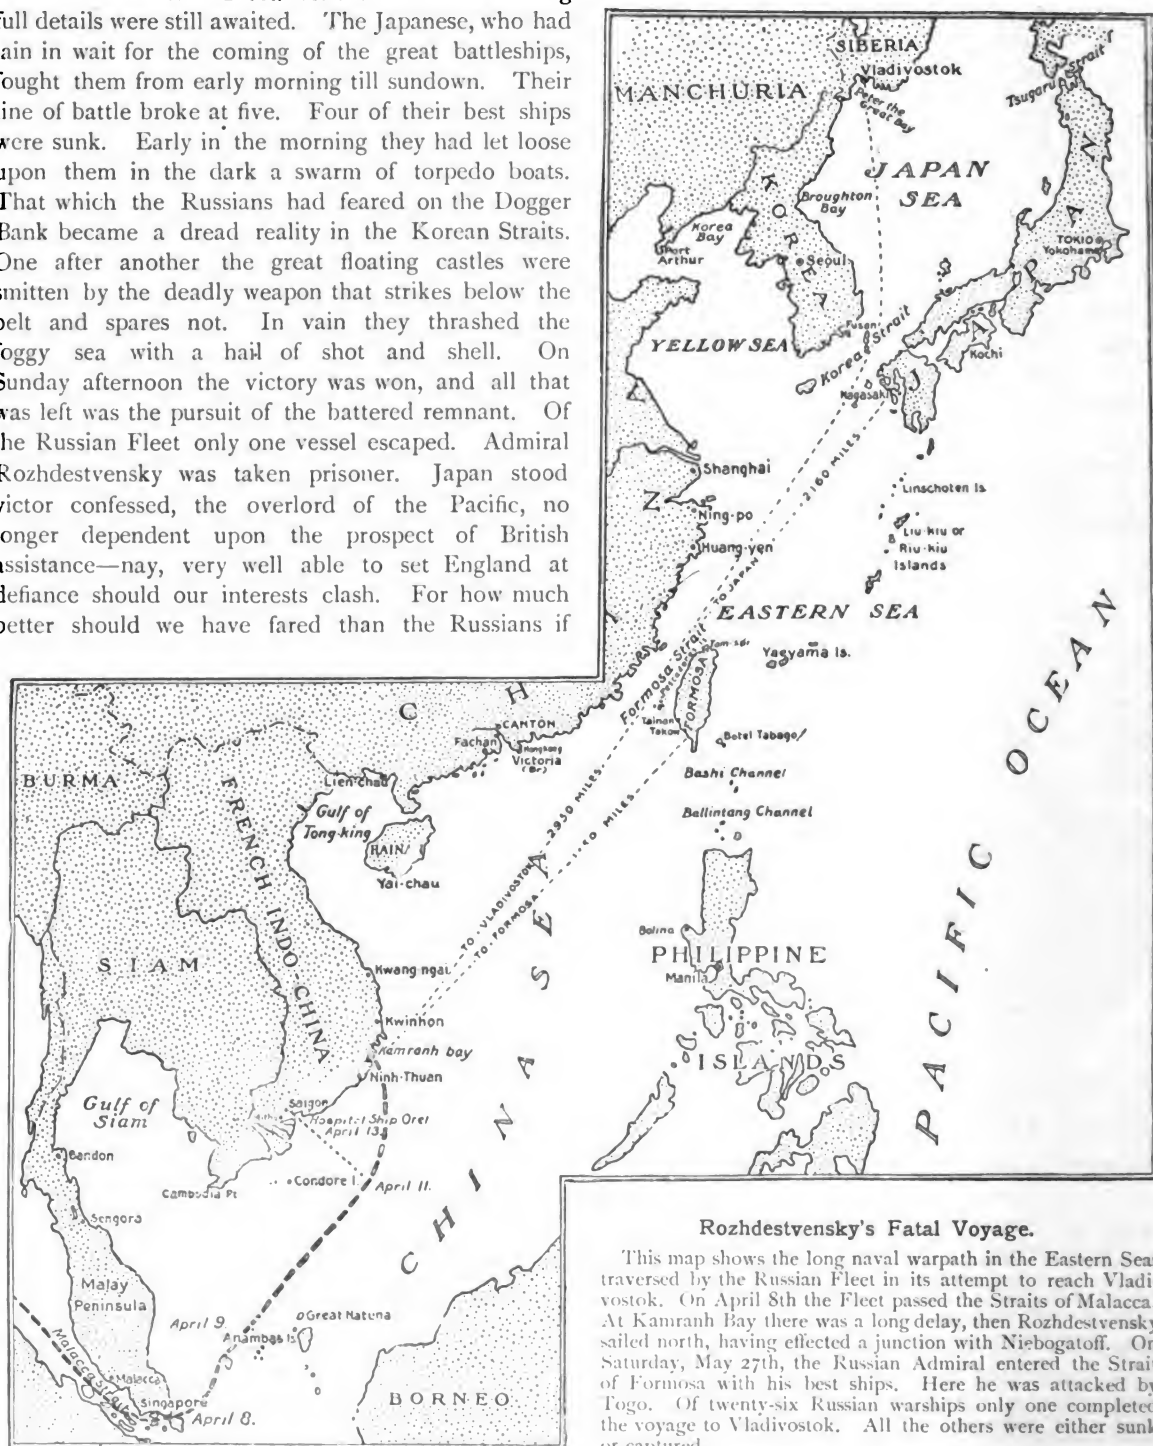 full details were still awaited. The Japanese, who had
lain in wait for the coming of the great battleships,
fought them from early morning till sundown. Their
line of battle broke at five. Four of their best ships
were sunk. Early in the morning they had let loose
upon them in the dark a swarm of torpedo boats.
That which the Russians had feared on the Dogger
Bank became a dread reality in the Korean Straits.
One after another the great floating castles were
smitten by the deadly weapon that strikes below the
belt and spares not. In vain they thrashed the
foggy sea with a hail of shot and shell. On
Sunday afternoon the victory was won, and all that
was left was the pursuit of the battered remnant. Of
the Russian Fleet only one vessel escaped. Admiral
Rozhdestvensky was taken prisoner. Japan stood
victor confessed, the overlord of the Pacific, no
longer dependent upon the prospect of British
assistance—nay, very well able to set England at
defiance should our interests clash. For how much
better should we have fared than the Russians if
SIBERIA
Vladivostok
MANCHURIA
Peter the
Great Bay
Tsugaru Strait
JAPAN
SEA
KOREA
Broughton
Bay
Korea
Bay
Port
Arthur
Seoul
JAPAN
TOKIO
Yokohama
Fusan
Korea Strait
YELLOW SEA
Kochi
Nagasaki
Shanghai
Ning-po
Huang-yen
TO JAPAN 2160 MILES
Linschoten Is.
Liu-kiu or
Riu-kiu
Islands
EASTERN SEA
Formosa Strait
Tam-sui
FORMOSA
Yaeyama Is.
Tainan
Takow
Botel Tabago
Bashi Channel
Ballintang Channel
PACIFIC OCEAN
CHINA
CANTON
Fachan
Hongkong
Victoria
(Br.)
BURMA
Lien-chau
Gulf of
Tong-king
HAINAN
Yai-chau
FRENCH INDO-CHINA
TO VLADIVOSTOK 2930 MILES
TO FORMOSA MILES
SIAM
Kwang-ngai
Kwinhon
Kamranh bay
Ninh-Thuan
Bolina
PHILIPPINE
Manila
ISLANDS
CHINA SEA
Gulf of
Siam
Saigon
Hospital Ship Orel
April 13
Bandon
Cambodia Pt.
Condore I.
April 11.
Sengora
Malay
Peninsula
April 9.
Great Natuna
Anambas Is.
Malacca Strait
Malacca
Singapore
April 8.
BORNEO
Rozhdestvensky's Fatal Voyage.
This map shows the long naval warpath in the Eastern Seas
traversed by the Russian Fleet in its attempt to reach Vladi-
vostok. On April 8th the Fleet passed the Straits of Malacca.
At Kamranh Bay there was a long delay, then Rozhdestvensky
sailed north, having effected a junction with Niebogatoff. On
Saturday, May 27th, the Russian Admiral entered the Strait
of Formosa with his best ships. Here he was attacked by
Togo. Of twenty-six Russian warships only one completed
the voyage to Vladivostok. All the others were either sunk
or captured.